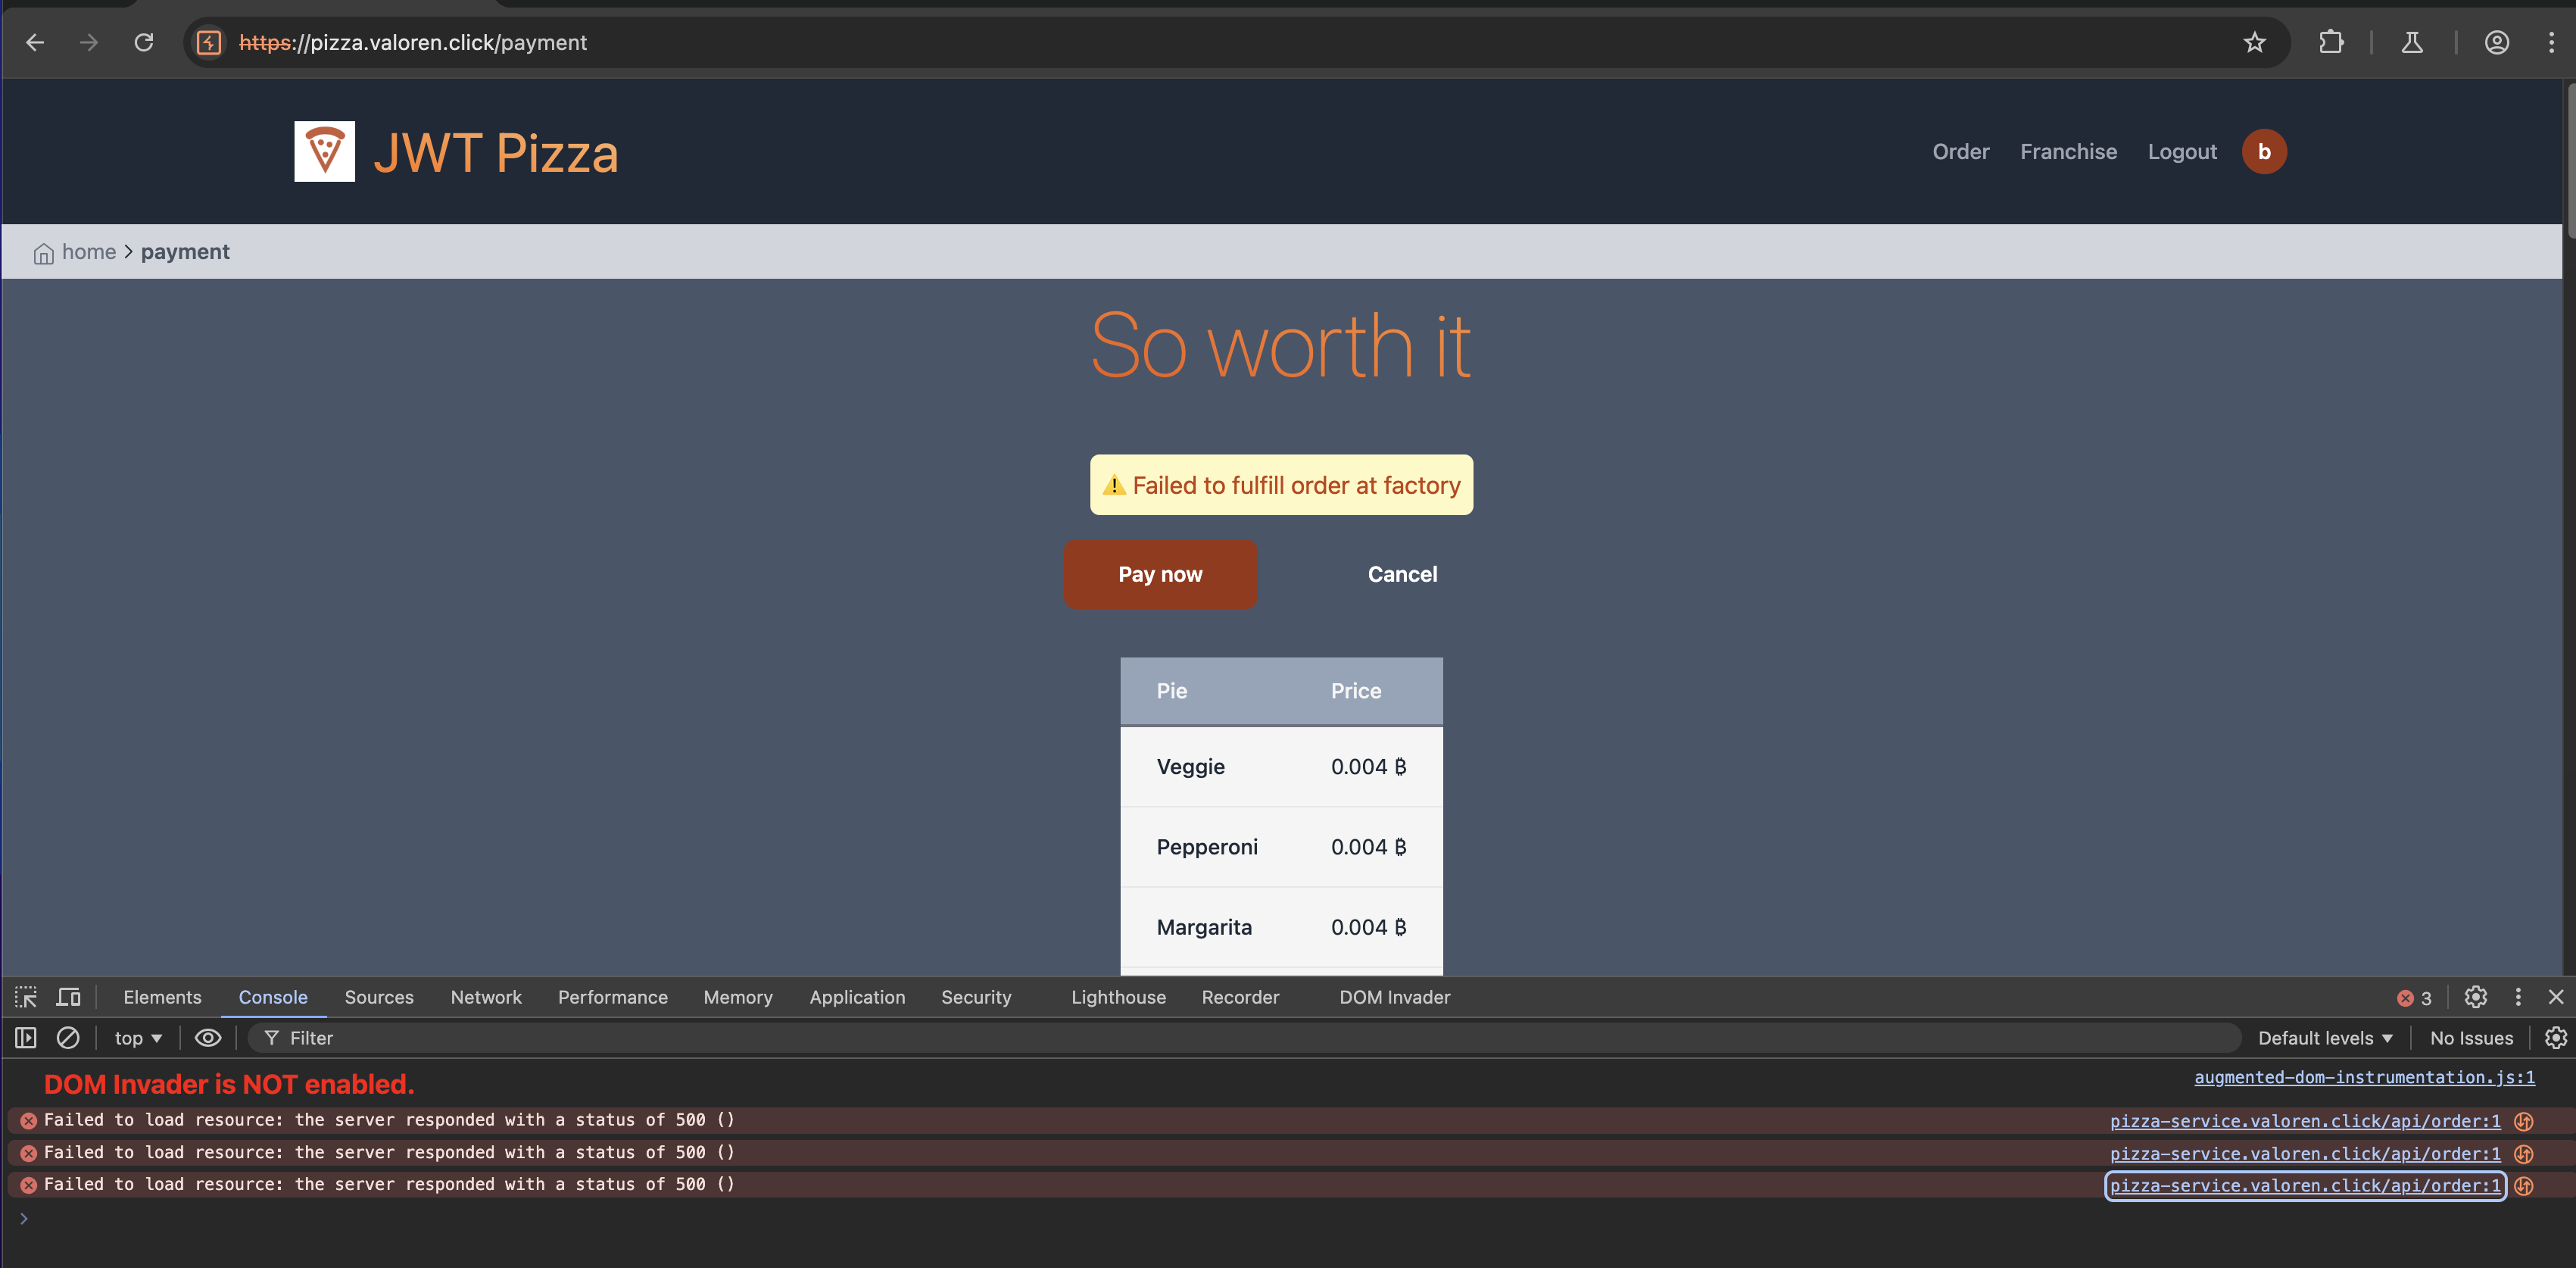 https://pizza.valoren.click/payment
JWT Pizza
Order Franchise Logout b
home > payment
So worth it
⚠️ Failed to fulfill order at factory
Pay now Cancel
Pie Price
Veggie 0.004 ₿
Pepperoni 0.004 ₿
Margarita 0.004 ₿
Elements Console Sources Network Performance Memory Application Security Lighthouse Recorder DOM Invader 3
top Filter Default levels No Issues
DOM Invader is NOT enabled. augmented-dom-instrumentation.js:1
Failed to load resource: the server responded with a status of 500 () pizza-service.valoren.click/api/order:1
Failed to load resource: the server responded with a status of 500 () pizza-service.valoren.click/api/order:1
Failed to load resource: the server responded with a status of 500 () pizza-service.valoren.click/api/order:1